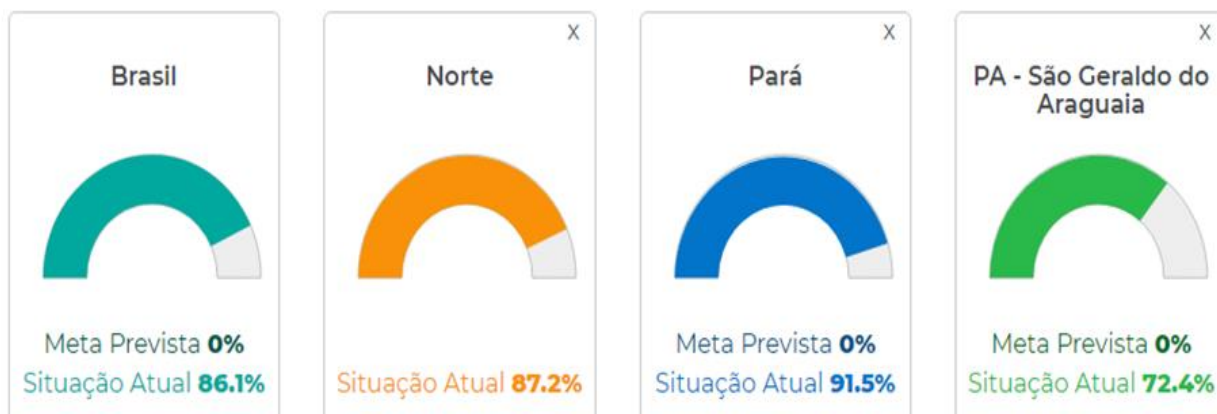 Brasil
Meta Prevista 0%
Situação Atual 86.1%
X
Norte
Situação Atual 87.2%
X
Pará
Meta Prevista 0%
Situação Atual 91.5%
X
PA - São Geraldo do
Araguaia
Meta Prevista 0%
Situação Atual 72.4%